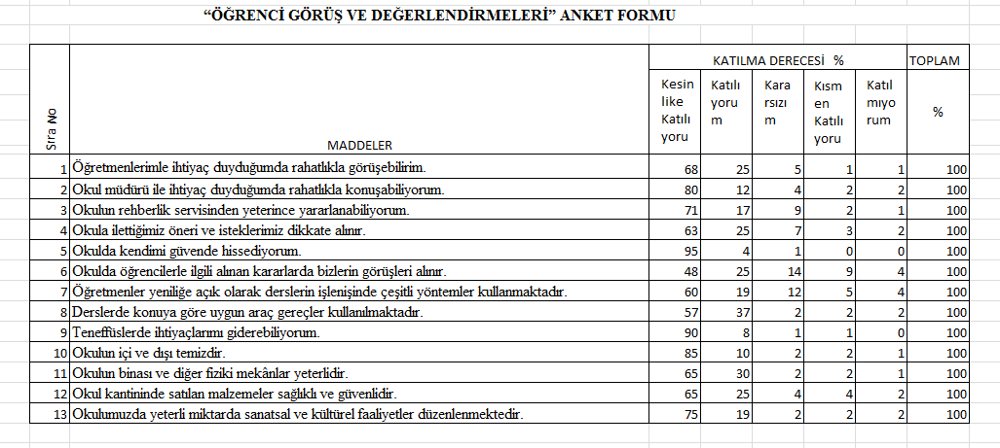 “ÖĞRENCİ GÖRÜŞ VE DEĞERLENDİRMELERİ” ANKET FORMU
Sıra No
MADDELER
KATILMA DERECESİ %
TOPLAM
Kesin
like
Katılı
yoru
Katılı
yoru
m
Kara
rsızı
m
Kısm
en
Katılı
yoru
Katıl
mıyo
rum
%
1 Öğretmenlerimle ihtiyaç duyduğumda rahatlıkla görüşebilirim. 68 25 5 1 1 100
2 Okul müdürü ile ihtiyaç duyduğumda rahatlıkla konuşabiliyorum. 80 12 4 2 2 100
3 Okulun rehberlik servisinden yeterince yararlanabiliyorum. 71 17 9 2 1 100
4 Okula ilettiğimiz öneri ve isteklerimiz dikkate alınır. 63 25 7 3 2 100
5 Okulda kendimi güvende hissediyorum. 95 4 1 0 0 100
6 Okulda öğrencilerle ilgili alınan kararlarda bizlerin görüşleri alınır. 48 25 14 9 4 100
7 Öğretmenler yeniliğe açık olarak derslerin işlenişinde çeşitli yöntemler kullanmaktadır. 60 19 12 5 4 100
8 Derslerde konuya göre uygun araç gereçler kullanılmaktadır. 57 37 2 2 2 100
9 Teneffüslerde ihtiyaçlarımı giderebiliyorum. 90 8 1 1 0 100
10 Okulun içi ve dışı temizdir. 85 10 2 2 1 100
11 Okulun binası ve diğer fiziki mekânlar yeterlidir. 65 30 2 2 1 100
12 Okul kantininde satılan malzemeler sağlıklı ve güvenlidir. 65 25 4 4 2 100
13 Okulumuzda yeterli miktarda sanatsal ve kültürel faaliyetler düzenlenmektedir. 75 19 2 2 2 100